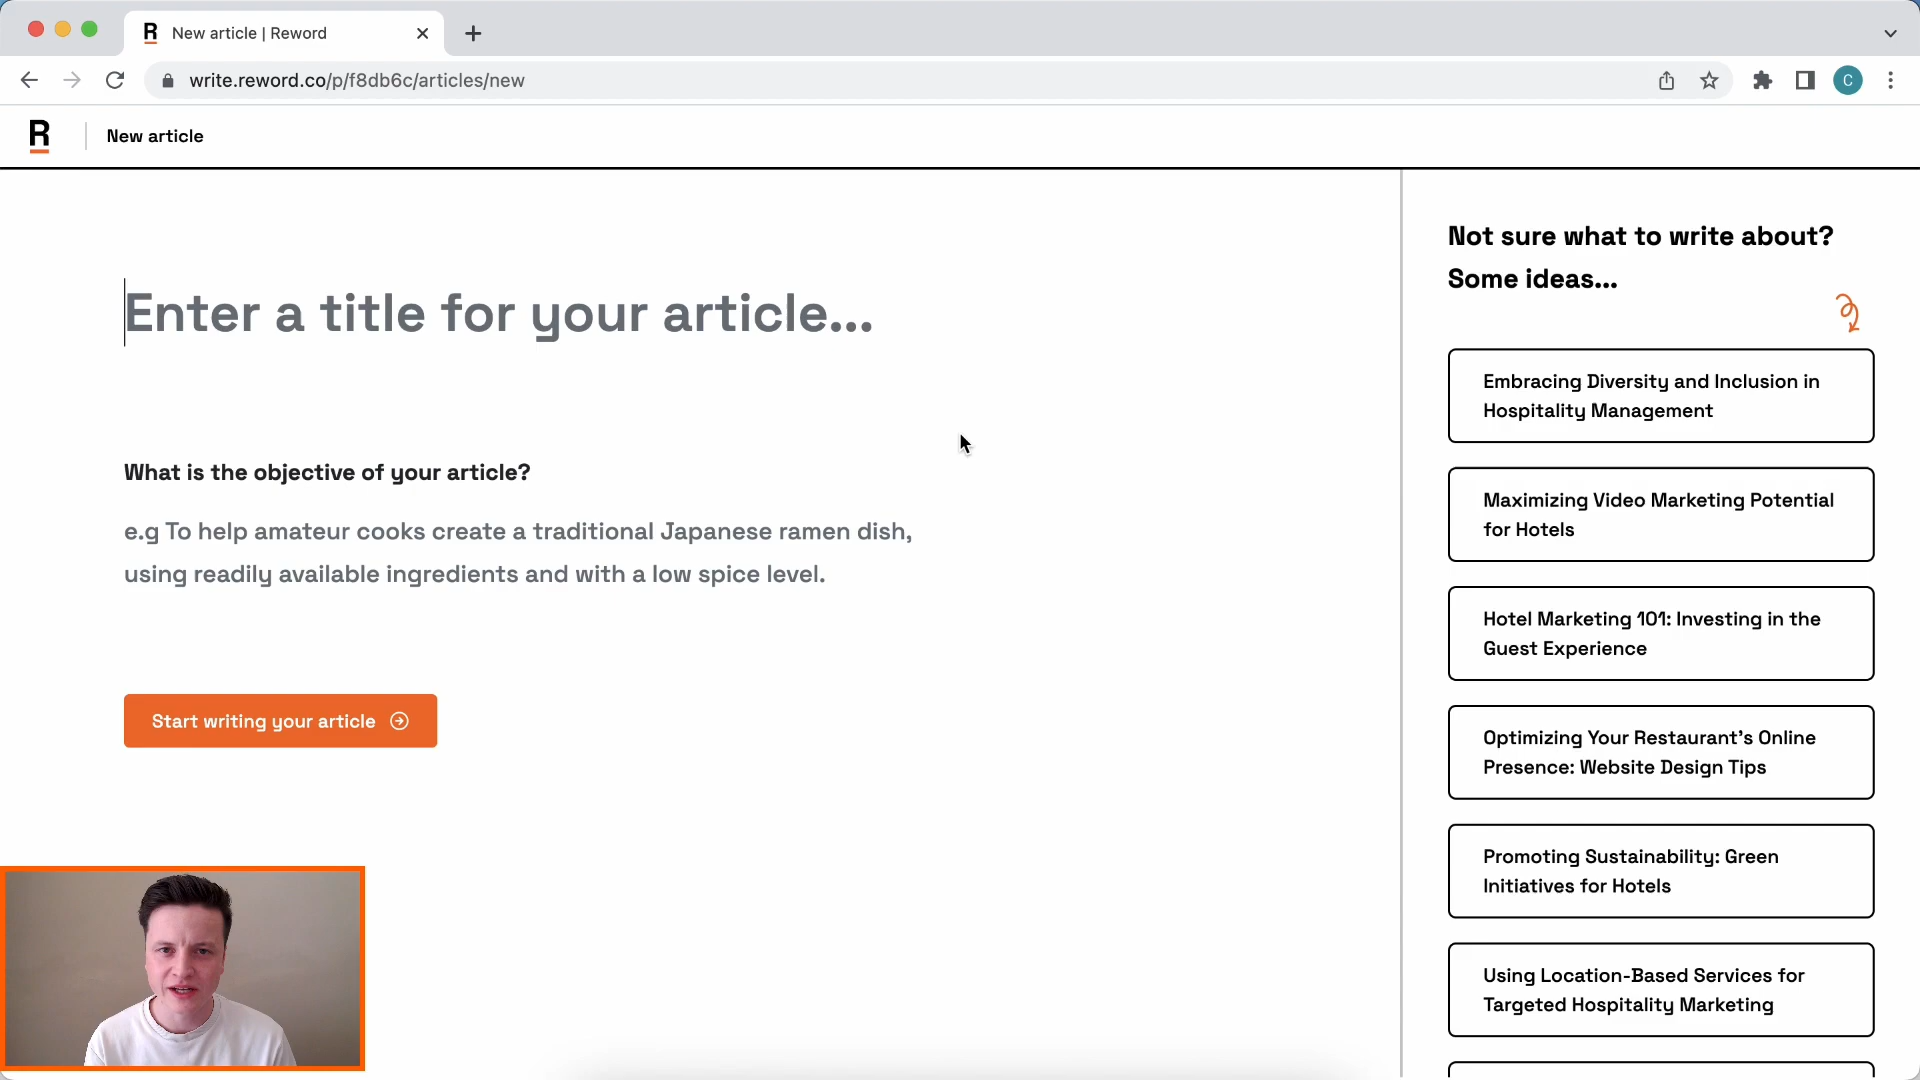 R
New article | Reword
write.reword.co/p/f8db6c/articles/new
C
R
New article
Enter a title for your article...
What is the objective of your article?
e.g To help amateur cooks create a traditional Japanese ramen dish,
using readily available ingredients and with a low spice level.
Start writing your article
Not sure what to write about?
Some ideas...
Embracing Diversity and Inclusion in
Hospitality Management
Maximizing Video Marketing Potential
for Hotels
Hotel Marketing 101: Investing in the
Guest Experience
Optimizing Your Restaurant's Online
Presence: Website Design Tips
Promoting Sustainability: Green
Initiatives for Hotels
Using Location-Based Services for
Targeted Hospitality Marketing